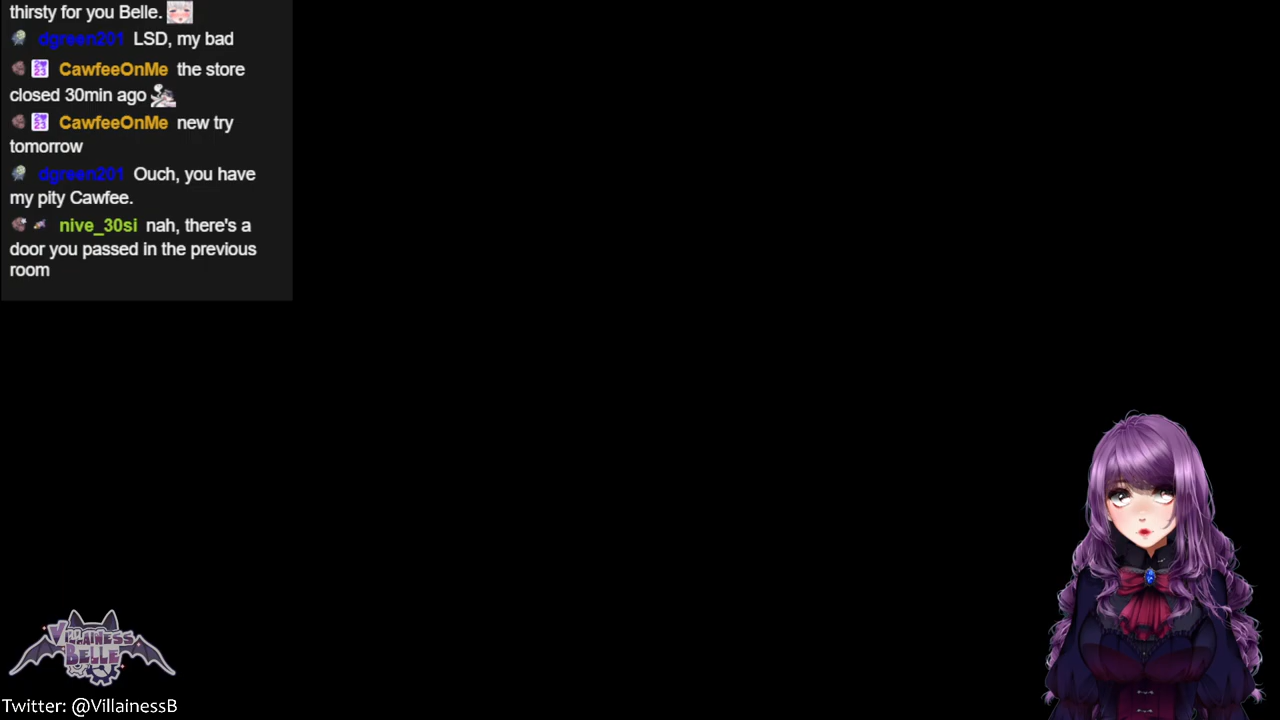 thirsty for you Belle.
dgreen201 LSD, my bad
CawfeeOnMe the store
closed 30min ago
CawfeeOnMe new try
tomorrow
dgreen201 Ouch, you have
my pity Cawfee.
nive_30si nah, there's a
door you passed in the previous
room
VILLAINESS
BELLE
Twitter: @VillainessB